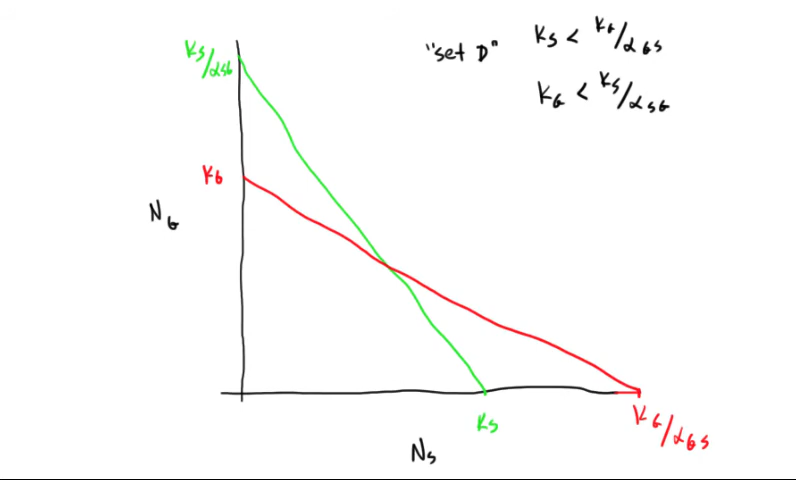 "set D" Ks < KG/αGS
KG < KS/αSG
KS/αSG
KG
NG
KS
KG/αGS
NS